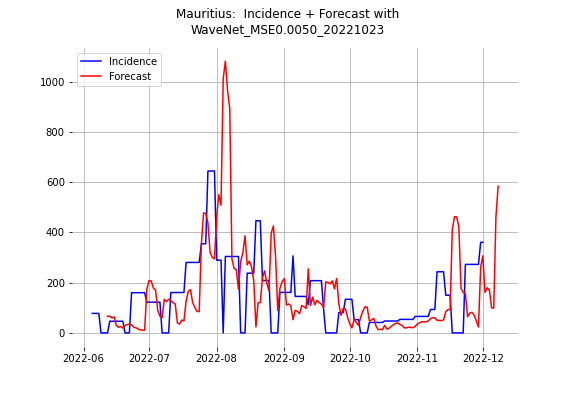 Mauritius:  Incidence + Forecast with
WaveNet_MSE0.0050_20221023
Incidence
Forecast
1000
800
600
400
200
0
2022-06 2022-07 2022-08 2022-09 2022-10 2022-11 2022-12